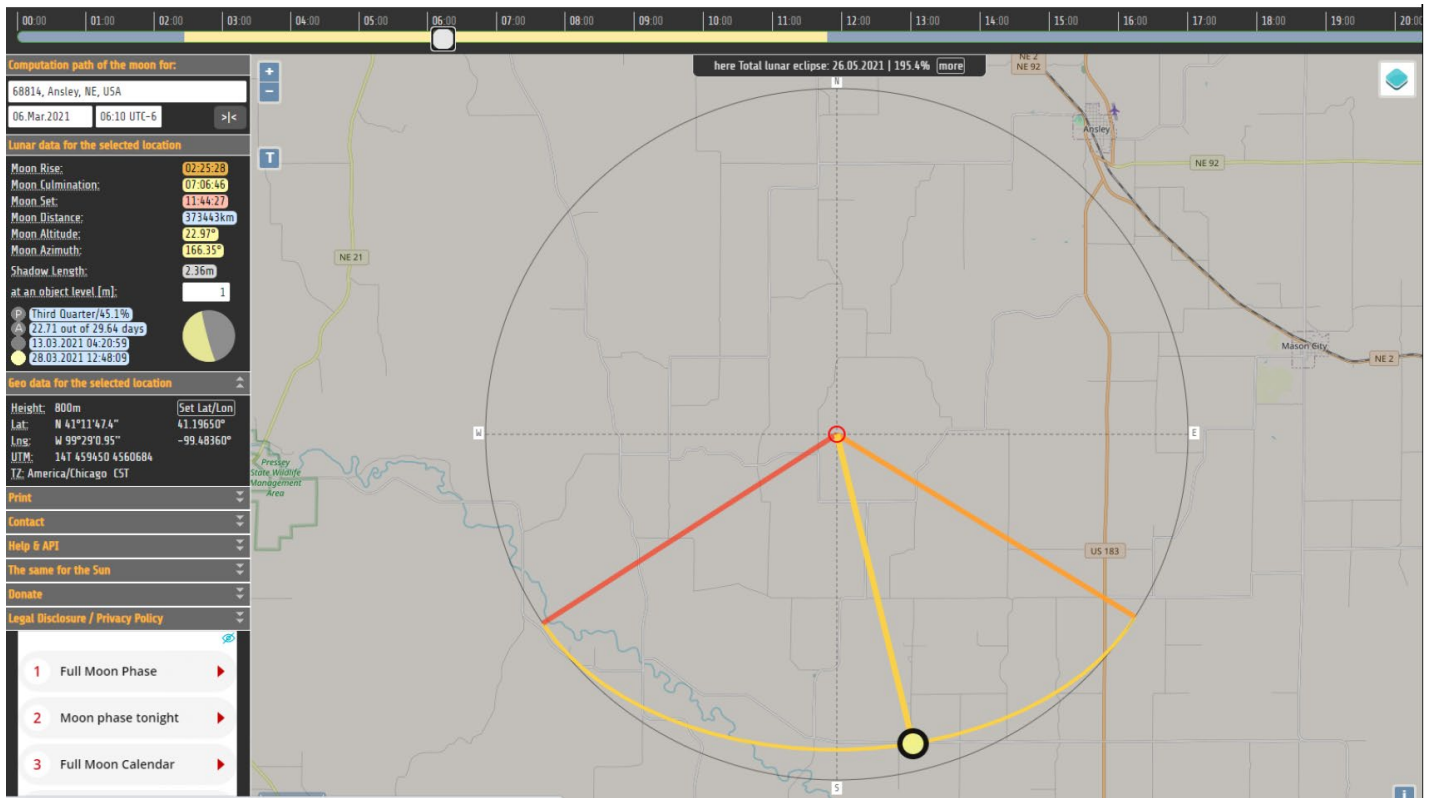 00:00 01:00 02:00 03:00 04:00 05:00 06:00 07:00 08:00 09:00 10:00 11:00 12:00 13:00 14:00 15:00 16:00 17:00 18:00 19:00 20:00
Computation path of the moon for:
68814, Ansley, NE, USA
06.Mar.2021 06:10 UTC-6 >|<
Lunar data for the selected location
Moon Rise: 02:25:28
Moon Culmination: 07:06:46
Moon Set: 11:44:27
Moon Distance: 373443km
Moon Altitude: 22.97°
Moon Azimuth: 166.35°
Shadow Length: 2.36m
at an object level [m]: 1
P Third Quarter/45.1%
A 22.71 out of 29.64 days
13.03.2021 04:20:59
28.03.2021 12:48:09
Geo data for the selected location
Height: 800m Set Lat/Lon
Lat: N 41°11'47.4" 41.19650°
Lng: W 99°29'0.95" -99.48360°
UTM: 14T 459450 4560684
TZ: America/Chicago CST
Print
Contact
Help & API
The same for the Sun
Donate
Legal Disclosure / Privacy Policy
1 Full Moon Phase
2 Moon phase tonight
3 Full Moon Calendar
+
−
T
here Total lunar eclipse: 26.05.2021 | 195.4% more
N
NE 2
NE 92
Ansley
NE 92
NE 21
Mason City
NE 2
W
E
Pressey
State Wildlife
Management
Area
US 183
S
i